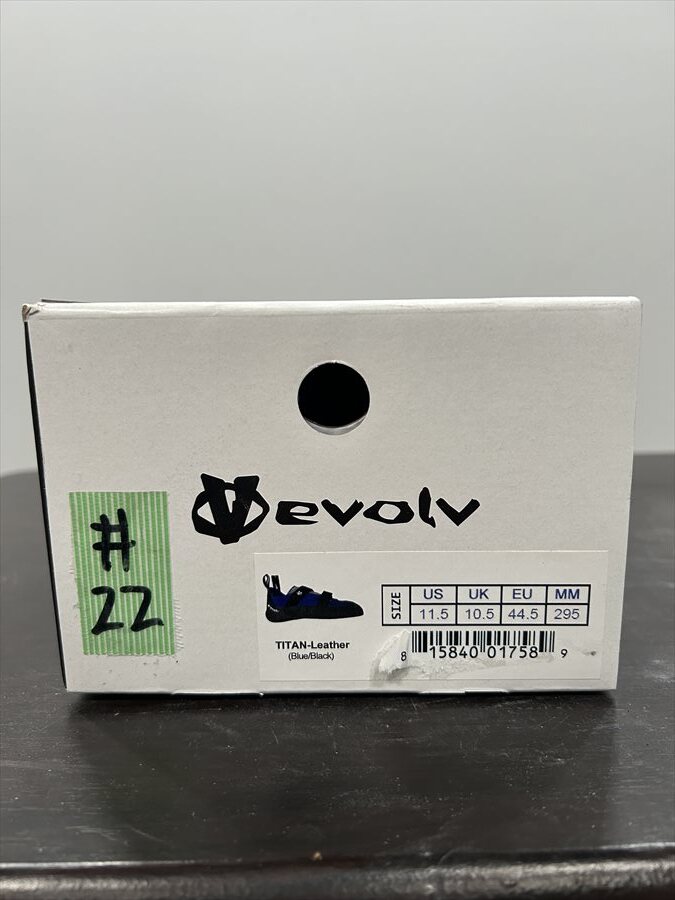 evolv
#
22
TITAN-Leather
(Blue/Black)
SIZE
US UK EU MM
11.5 10.5 44.5 295
8 15840 01758 9